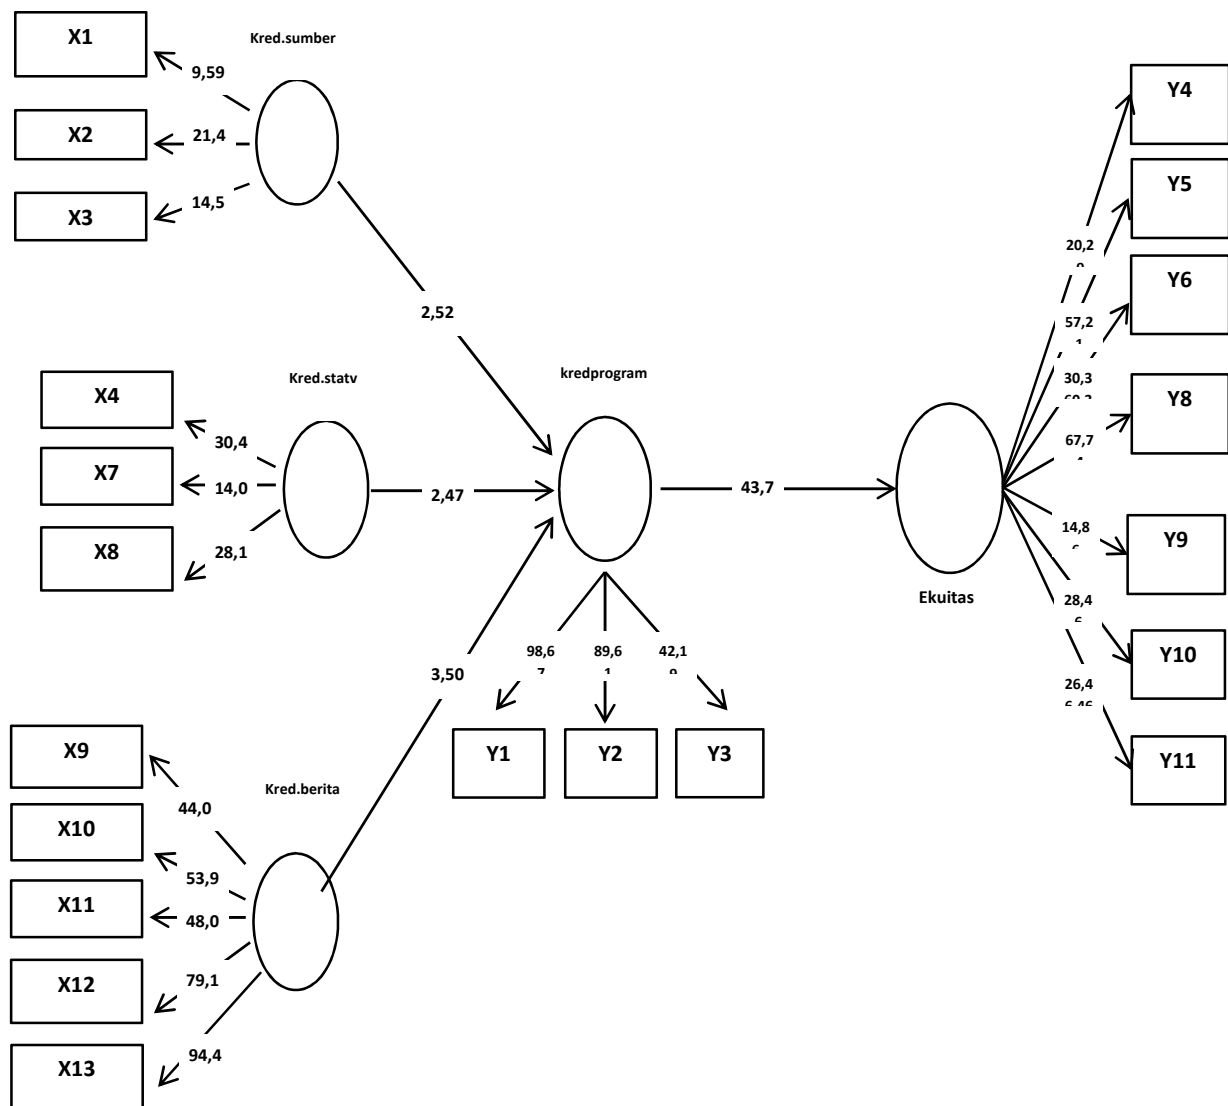 X1
Kred.sumber
9,59
X2
21,4
X3
14,5
2,52
Kred.statv
X4
30,4
X7
14,0
X8
28,1
2,47
kredprogram
43,7
Ekuitas
98,6
89,6
42,1
Y1
Y2
Y3
3,50
X9
Kred.berita
44,0
X10
53,9
X11
48,0
X12
79,1
X13
94,4
Y4
20,2
Y5
57,2
Y6
30,3
Y8
67,7
Y9
14,8
Y10
28,4
Y11
26,4